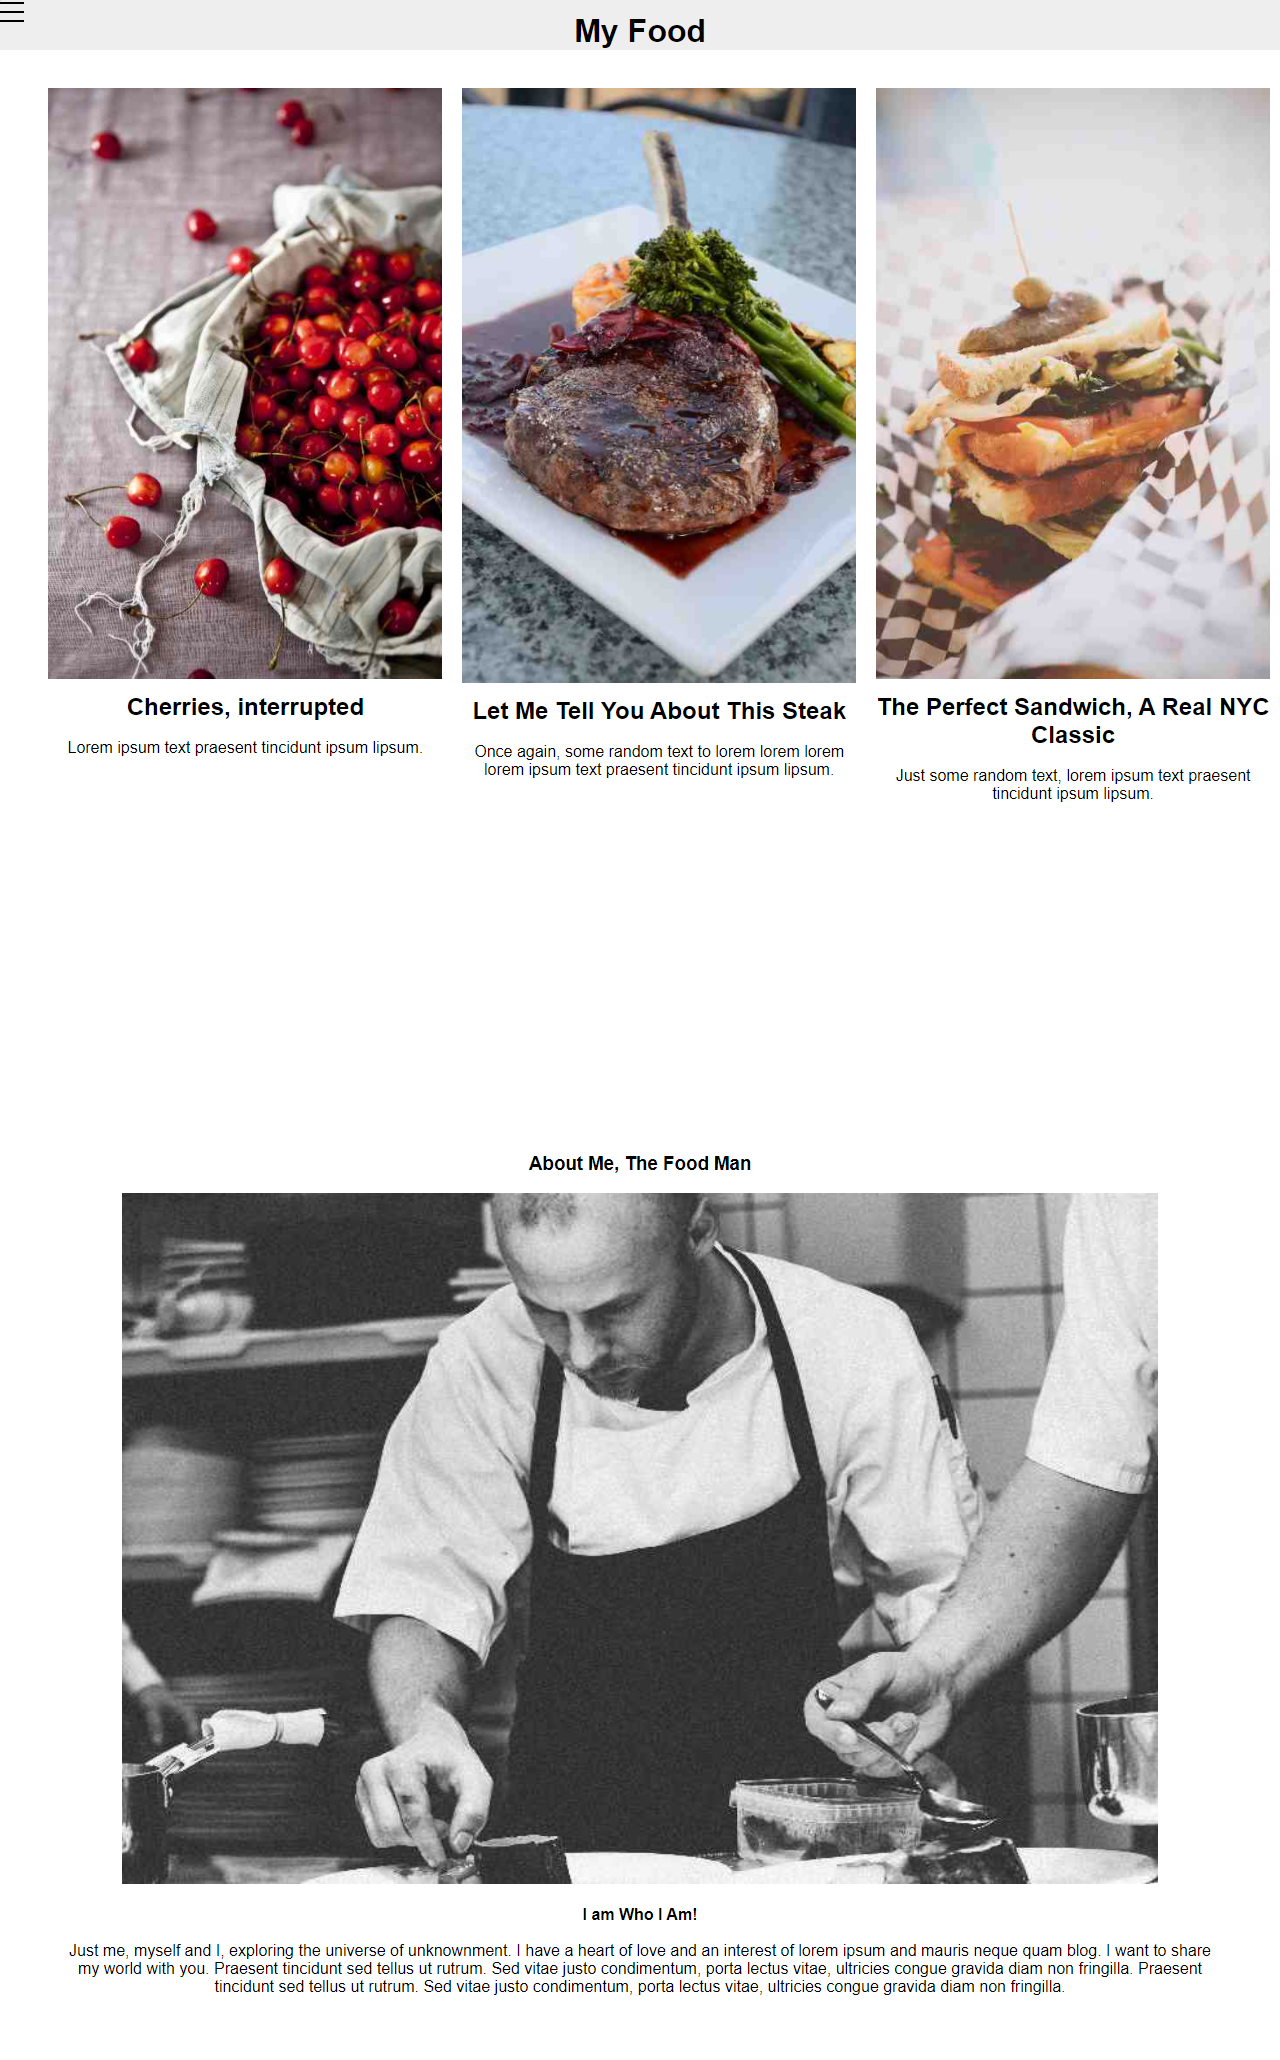 My Food
Cherries, interrupted
Lorem ipsum text praesent tincidunt ipsum lipsum.
Let Me Tell You About This Steak
Once again, some random text to lorem lorem lorem
lorem ipsum text praesent tincidunt ipsum lipsum.
The Perfect Sandwich, A Real NYC
Classic
Just some random text, lorem ipsum text praesent
tincidunt ipsum lipsum.
About Me, The Food Man
I am Who I Am!
Just me, myself and I, exploring the universe of unknownment. I have a heart of love and an interest of lorem ipsum and mauris neque quam blog. I want to share
my world with you. Praesent tincidunt sed tellus ut rutrum. Sed vitae justo condimentum, porta lectus vitae, ultricies congue gravida diam non fringilla. Praesent
tincidunt sed tellus ut rutrum. Sed vitae justo condimentum, porta lectus vitae, ultricies congue gravida diam non fringilla.